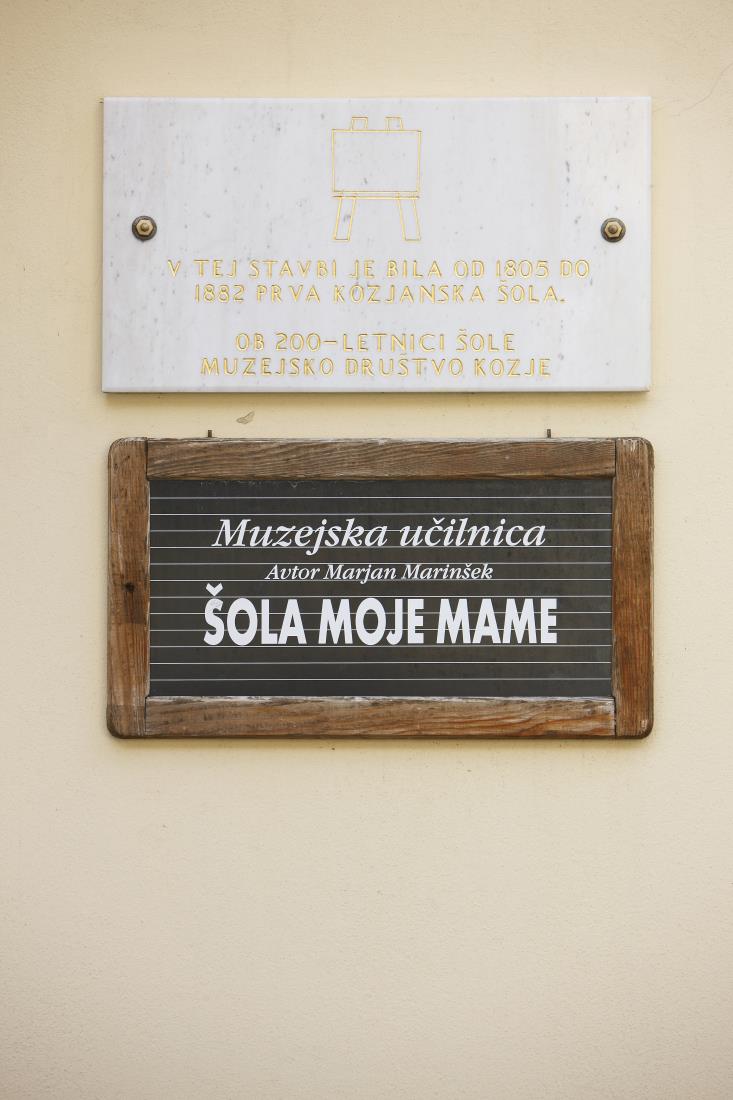 V TEJ STAVBI JE BILA OD 1805 DO
1882 PRVA KOZJANSKA ŠOLA.
OB 200–LETNICI ŠOLE
MUZEJSKO DRUŠTVO KOZJE
Muzejska učilnica
Avtor Marjan Marinšek
ŠOLA MOJE MAME